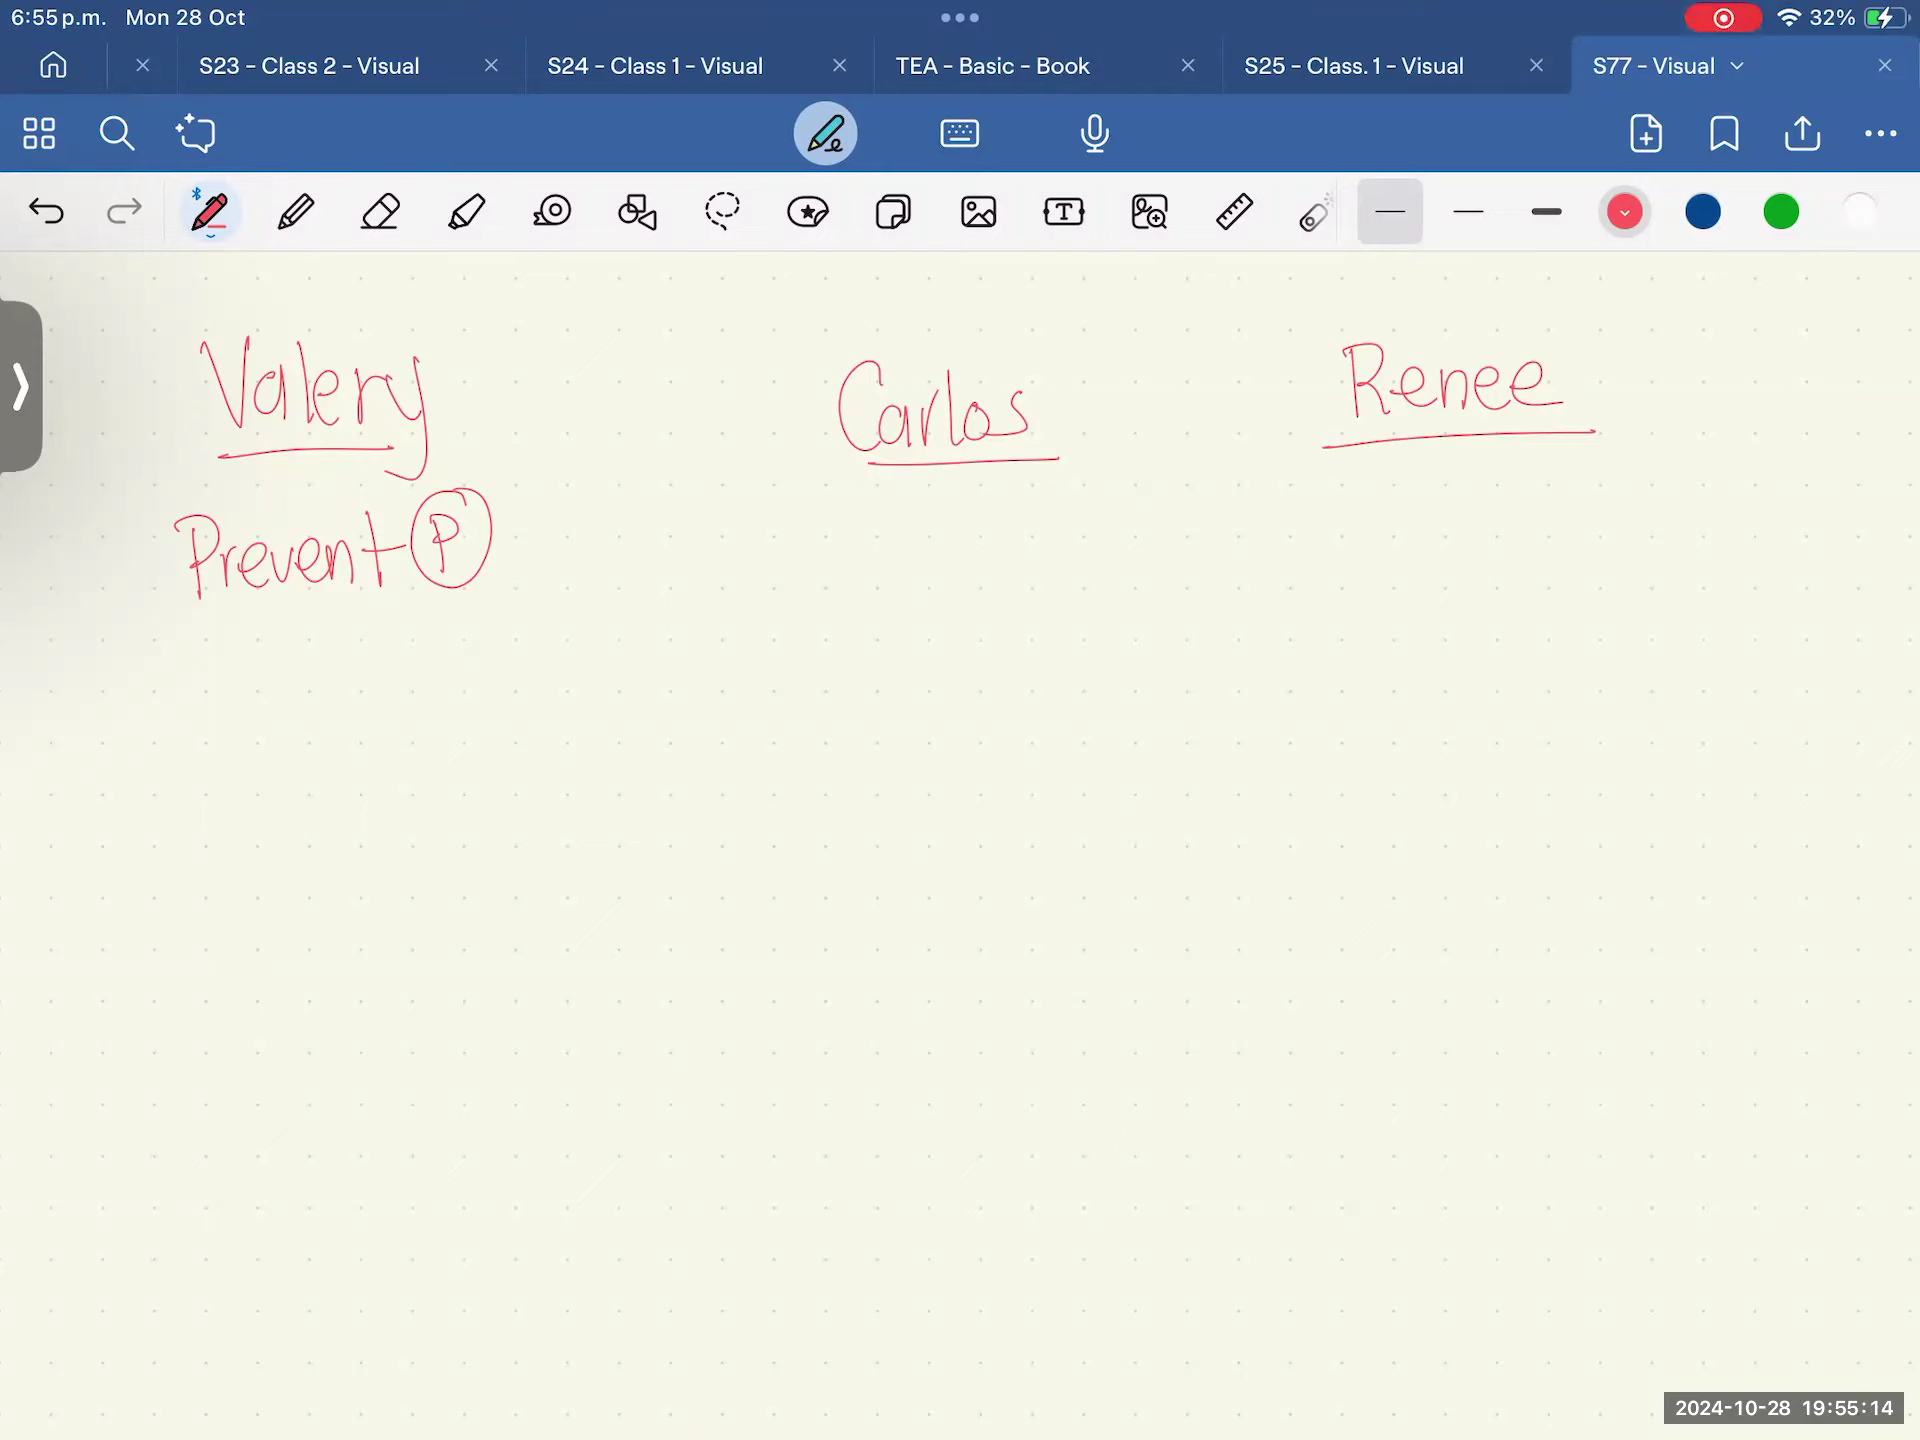 6:55 p.m. Mon 28 Oct 32%
S23 - Class 2 - Visual S24 - Class 1 - Visual TEA - Basic - Book S25 - Class. 1 - Visual S77 - Visual
Valery Carlos Renee
Prevent P
2024-10-28 19:55:14